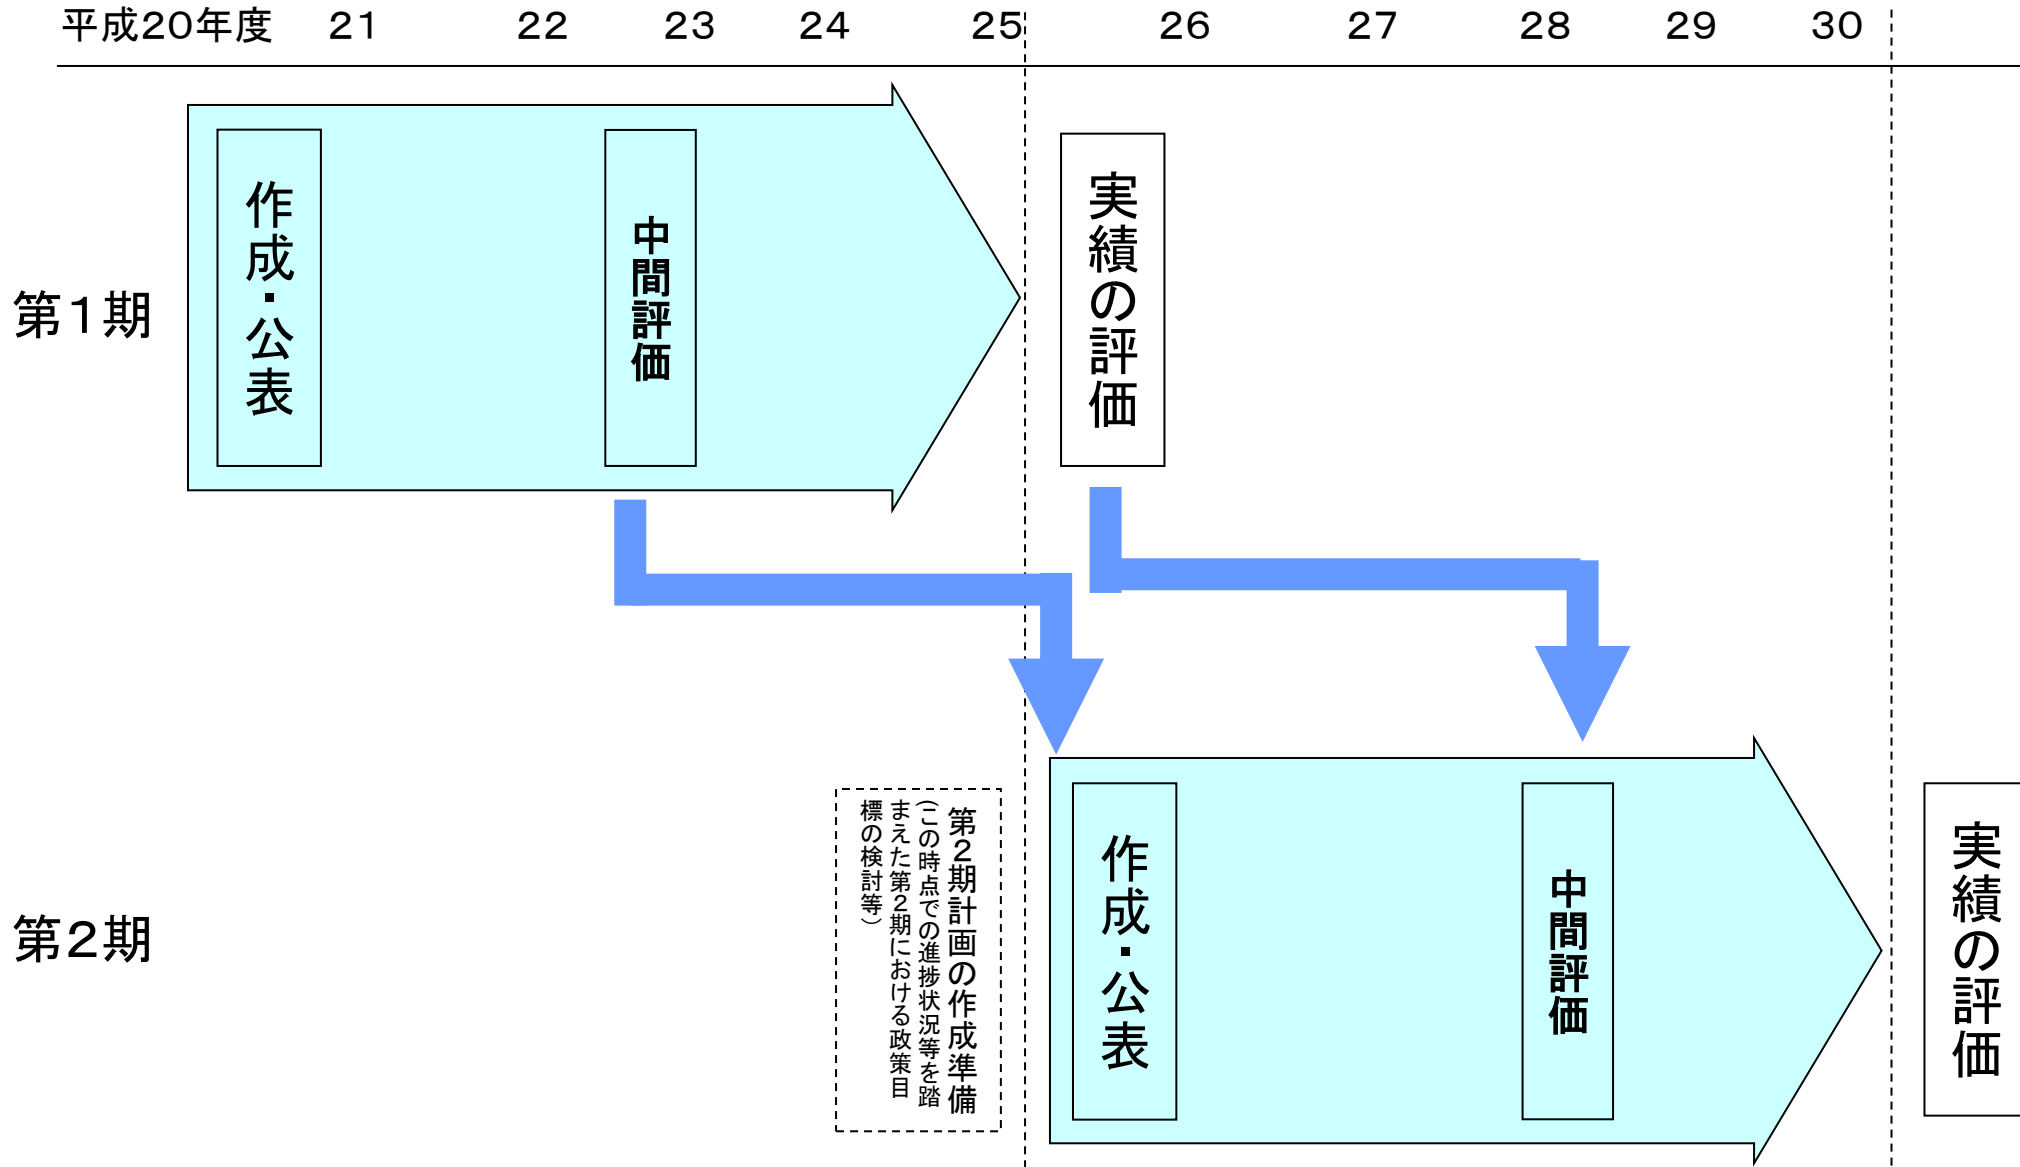 平成20年度 21 22 23 24 25 26 27 28 29 30
第1期
作成・公表
中間評価
実績の評価
第2期
第2期計画の作成準備
(この時点での進捗状況等を踏
まえた第2期における政策目
標の検討等)
作成・公表
中間評価
実績の評価